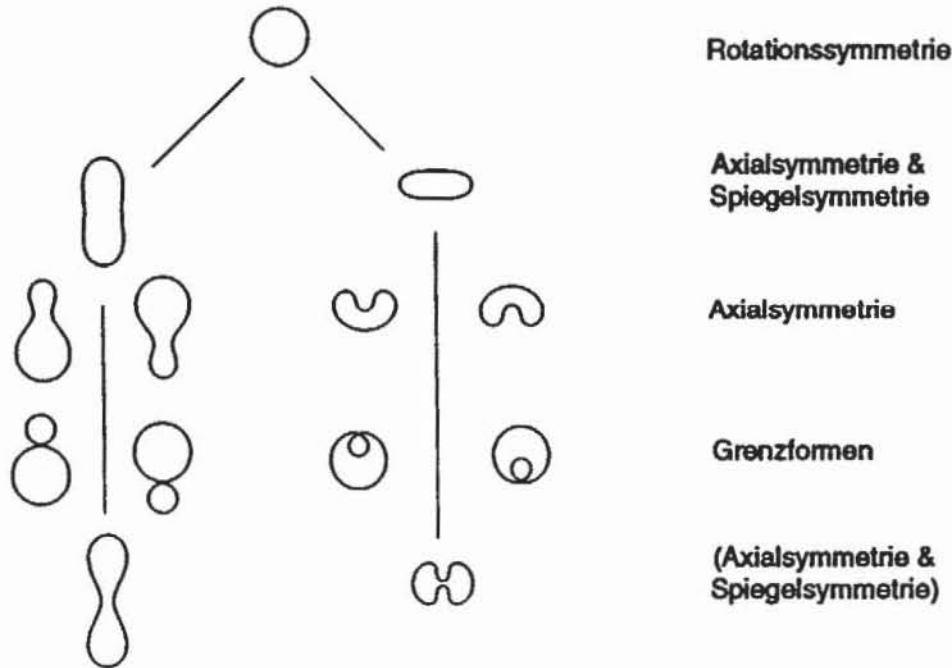 Rotationssymmetrie
Axialsymmetrie &
Spiegelsymmetrie
Axialsymmetrie
Grenzformen
(Axialsymmetrie &
Spiegelsymmetrie)